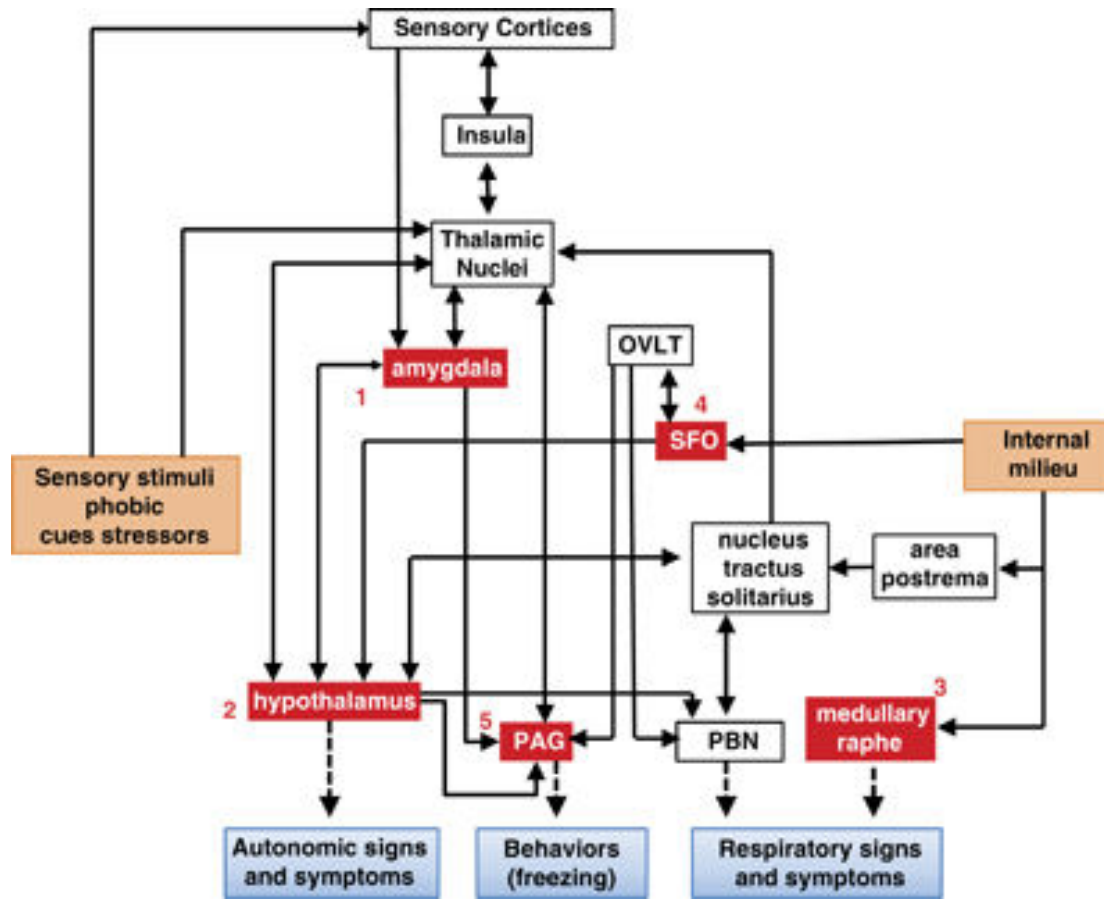 Sensory Cortices
Insula
Thalamic
Nuclei
OVLT
amygdala
1
4
SFO
Internal
milieu
Sensory stimuli
phobic
cues stressors
nucleus
tractus
solitarius
area
postrema
2
hypothalamus
5
PAG
PBN
3
medullary
raphe
Autonomic signs
and symptoms
Behaviors
(freezing)
Respiratory signs
and symptoms